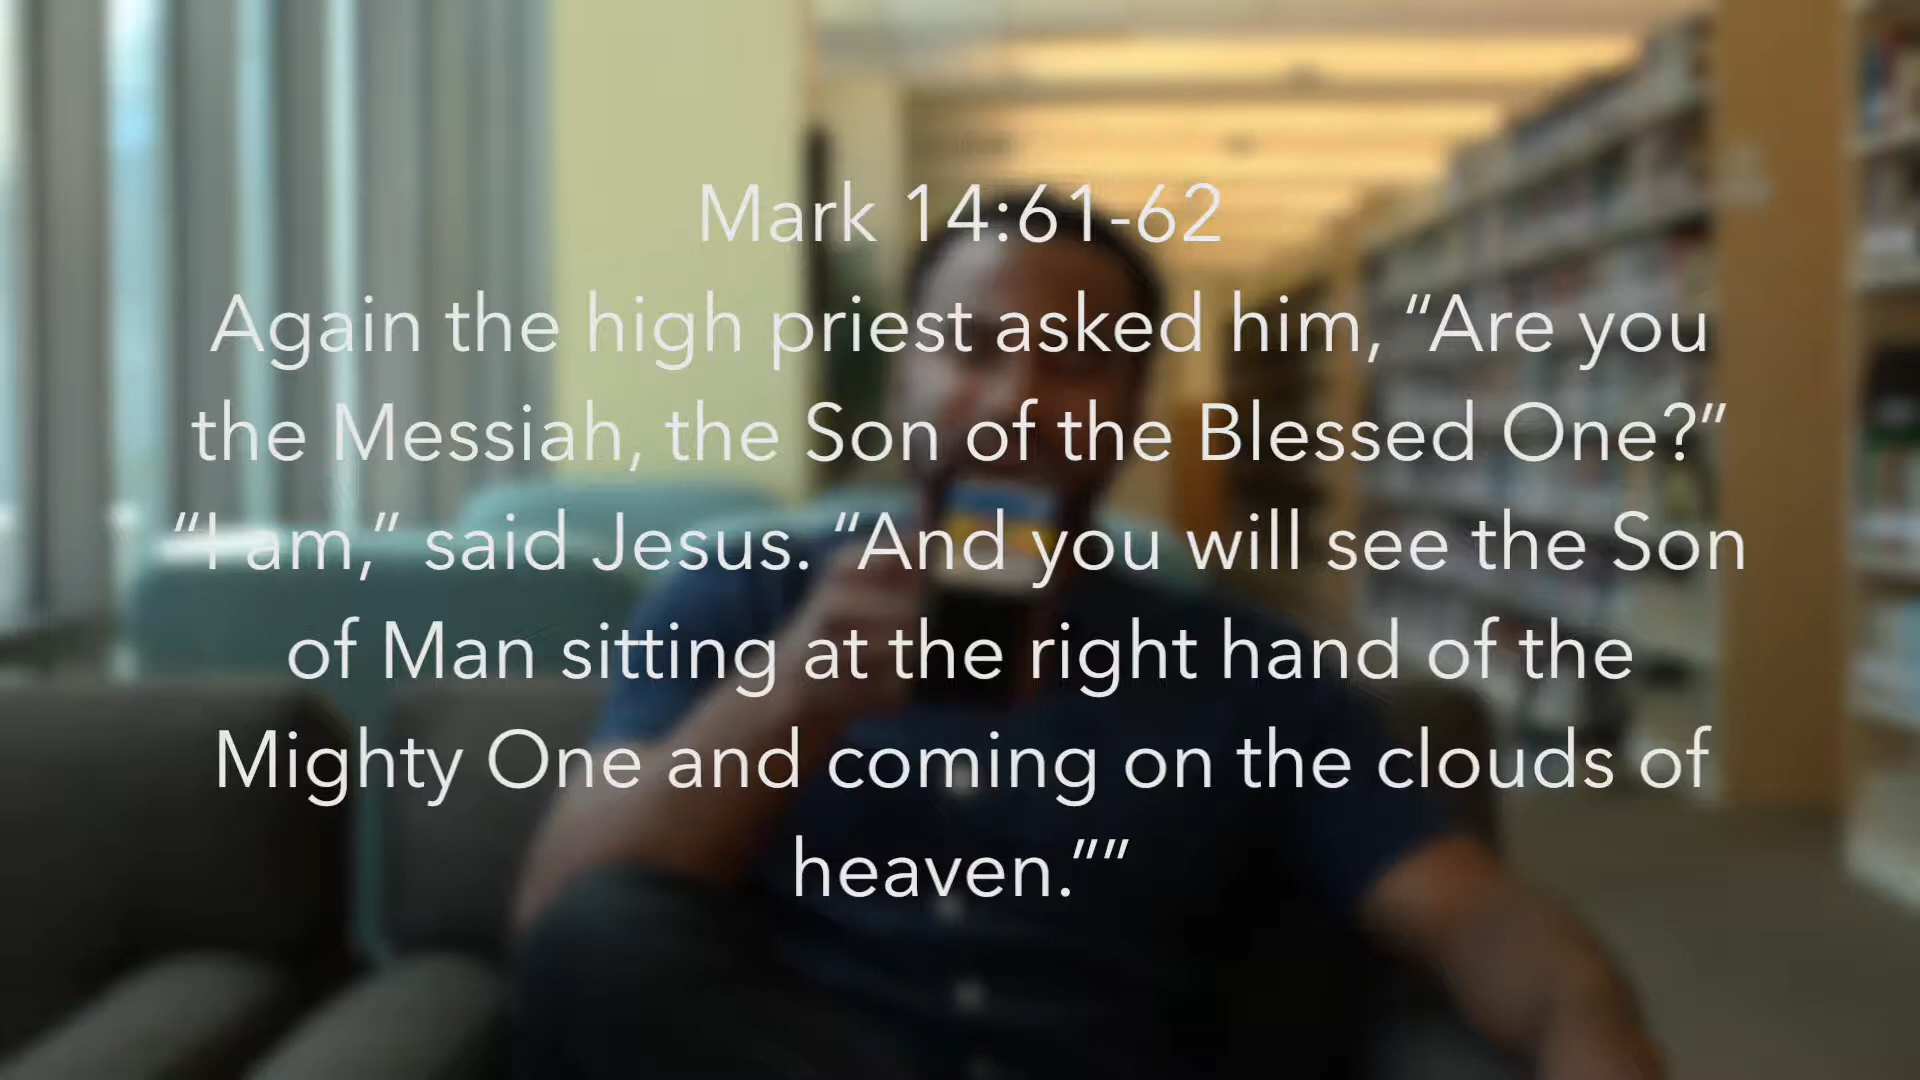 Mark 14:61-62
Again the high priest asked him, “Are you
the Messiah, the Son of the Blessed One?”
“I am,” said Jesus. “And you will see the Son
of Man sitting at the right hand of the
Mighty One and coming on the clouds of
heaven.””